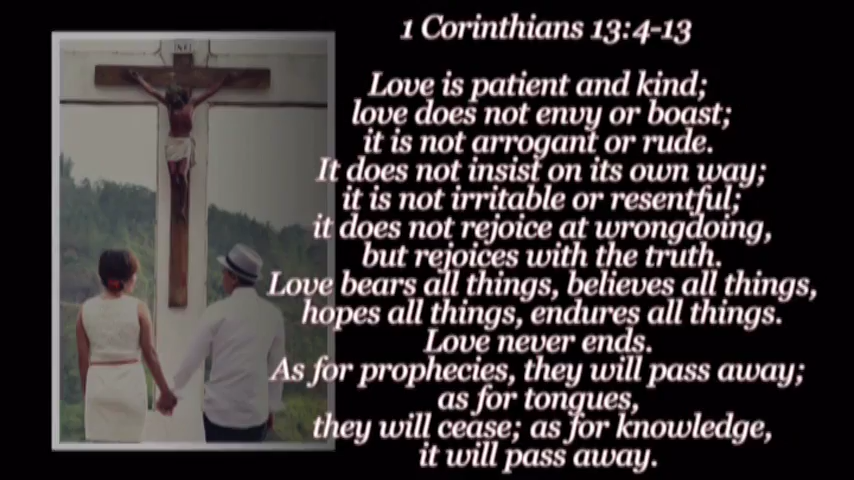 INRI
1 Corinthians 13:4-13
Love is patient and kind;
love does not envy or boast;
it is not arrogant or rude.
It does not insist on its own way;
it is not irritable or resentful;
it does not rejoice at wrongdoing,
but rejoices with the truth.
Love bears all things, believes all things,
hopes all things, endures all things.
Love never ends.
As for prophecies, they will pass away;
as for tongues,
they will cease; as for knowledge,
it will pass away.